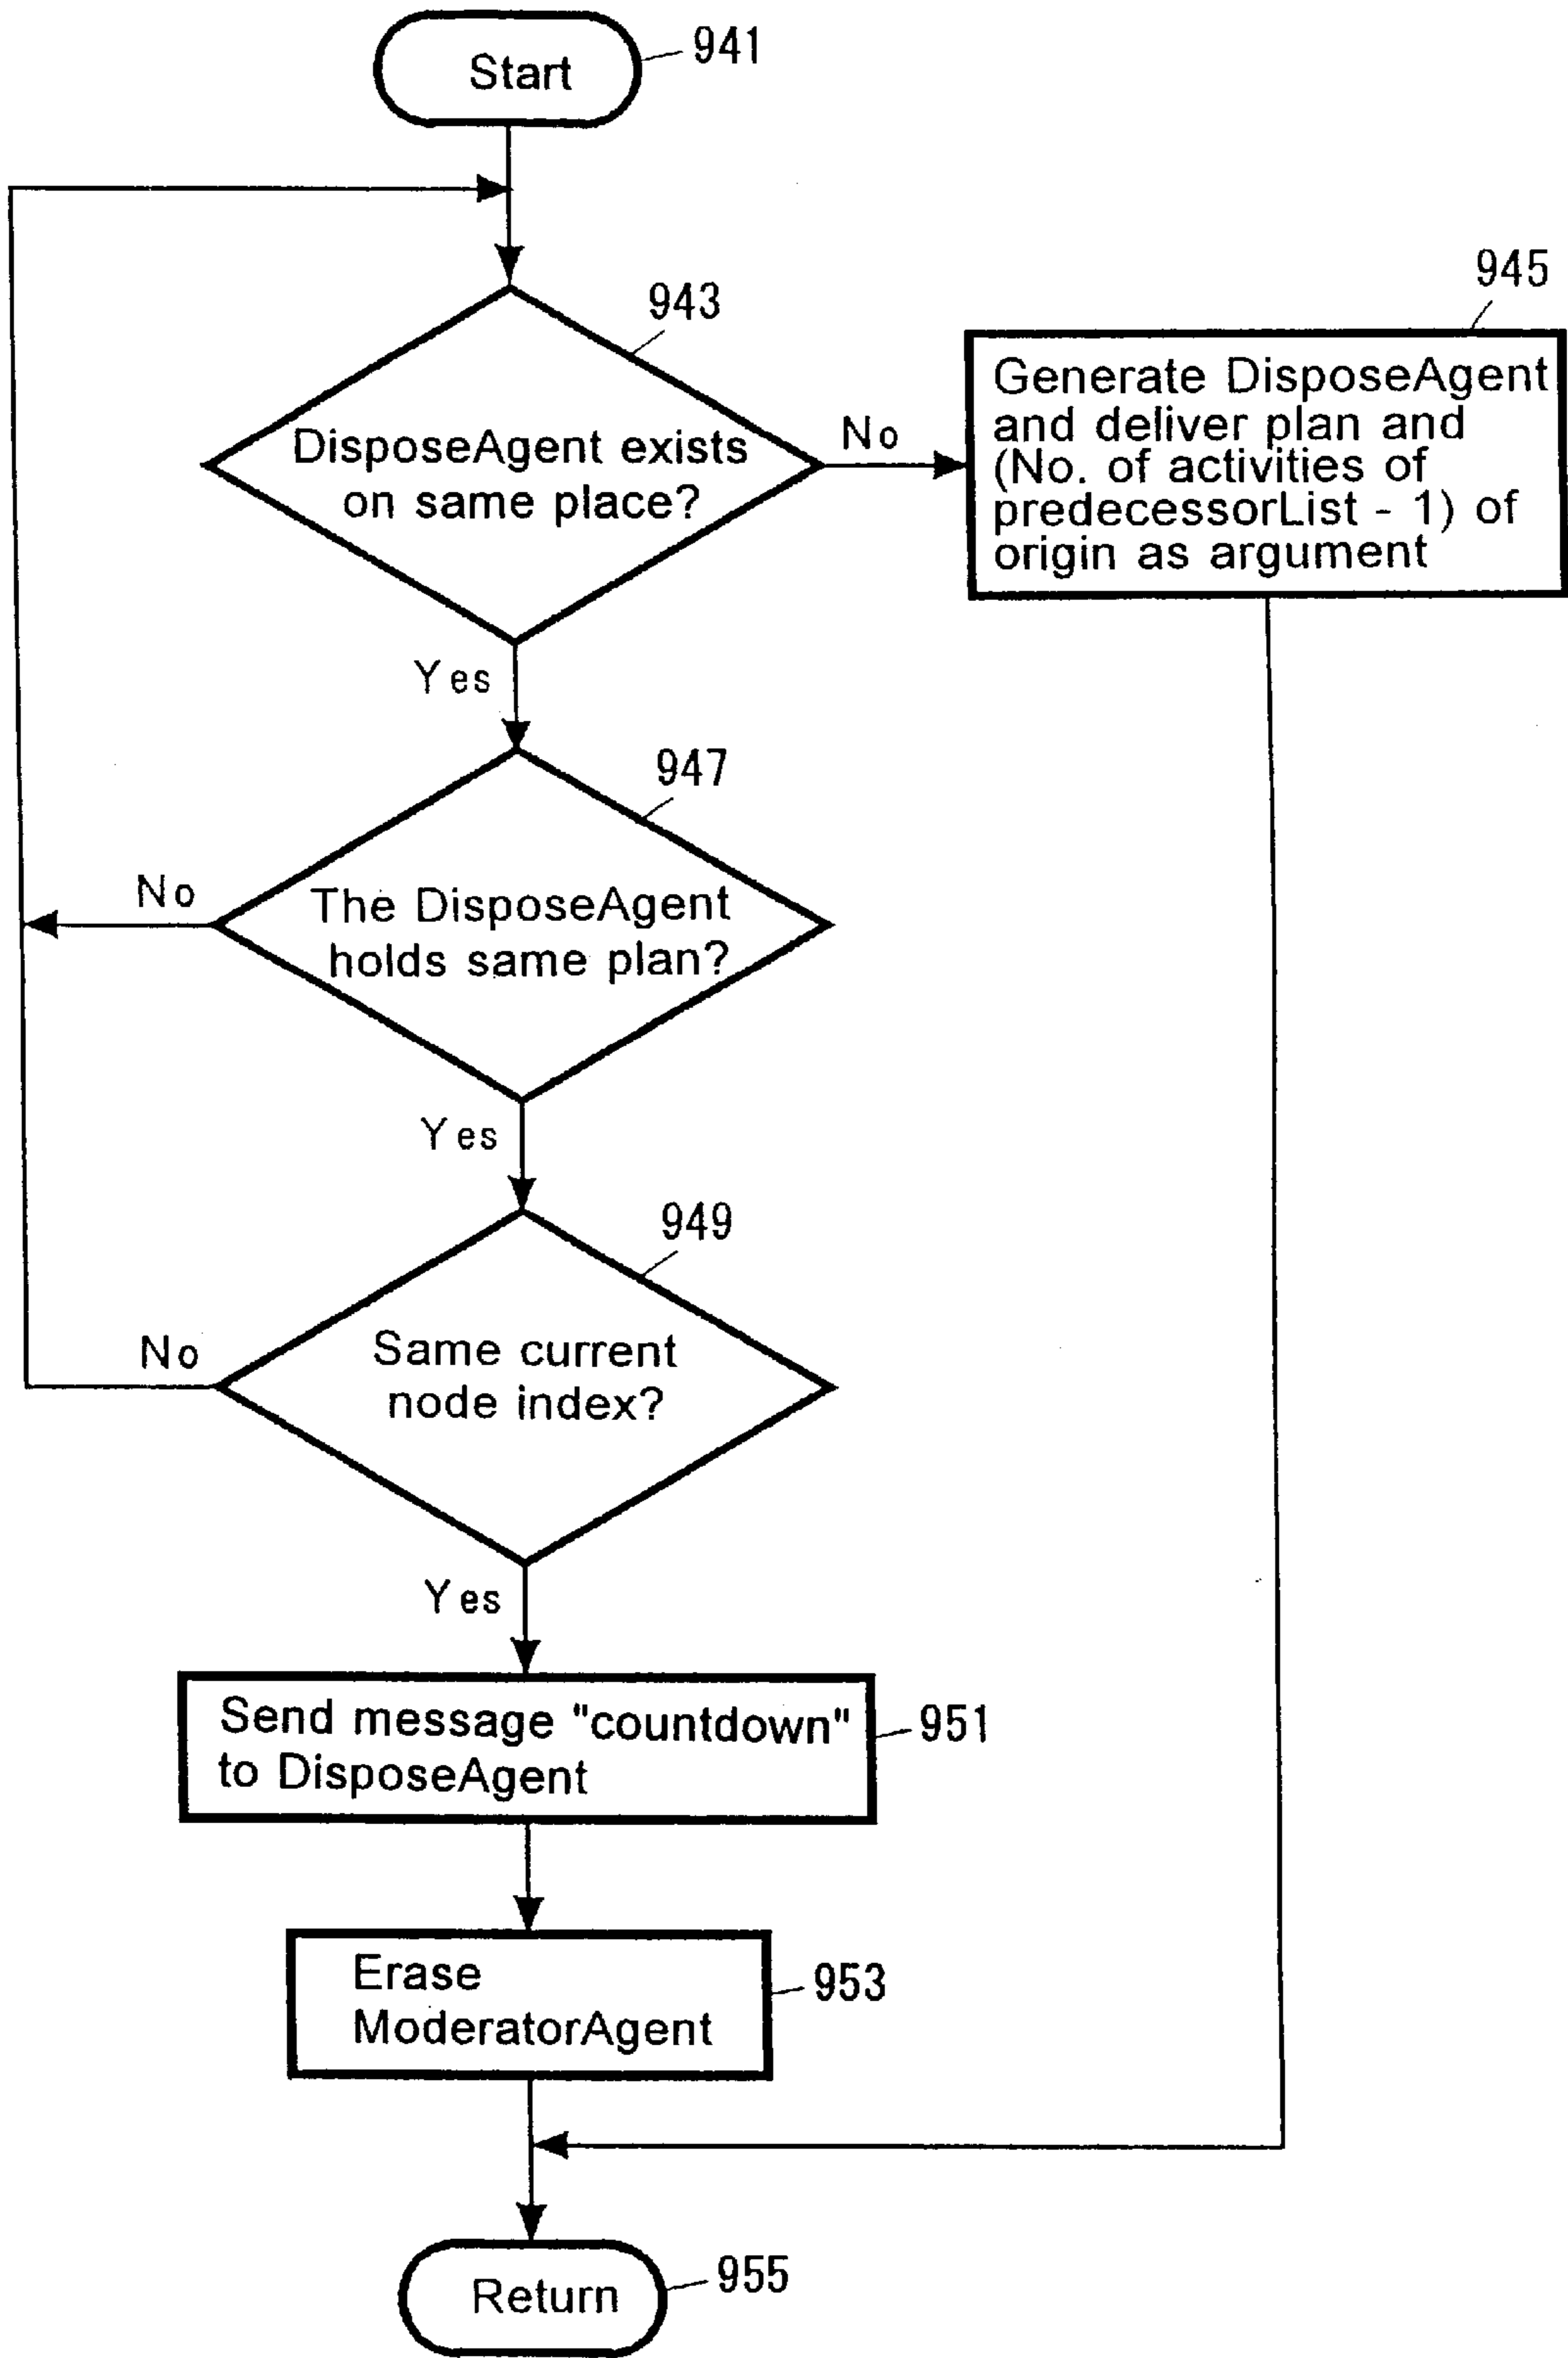 Start
941
943
DisposeAgent exists
on same place?
No
945
Generate DisposeAgent
and deliver plan and
(No. of activities of
predecessorList - 1) of
origin as argument
Yes
947
No
The DisposeAgent
holds same plan?
Yes
949
No
Same current
node index?
Yes
Send message "countdown"
to DisposeAgent
951
Erase
ModeratorAgent
953
Return
955